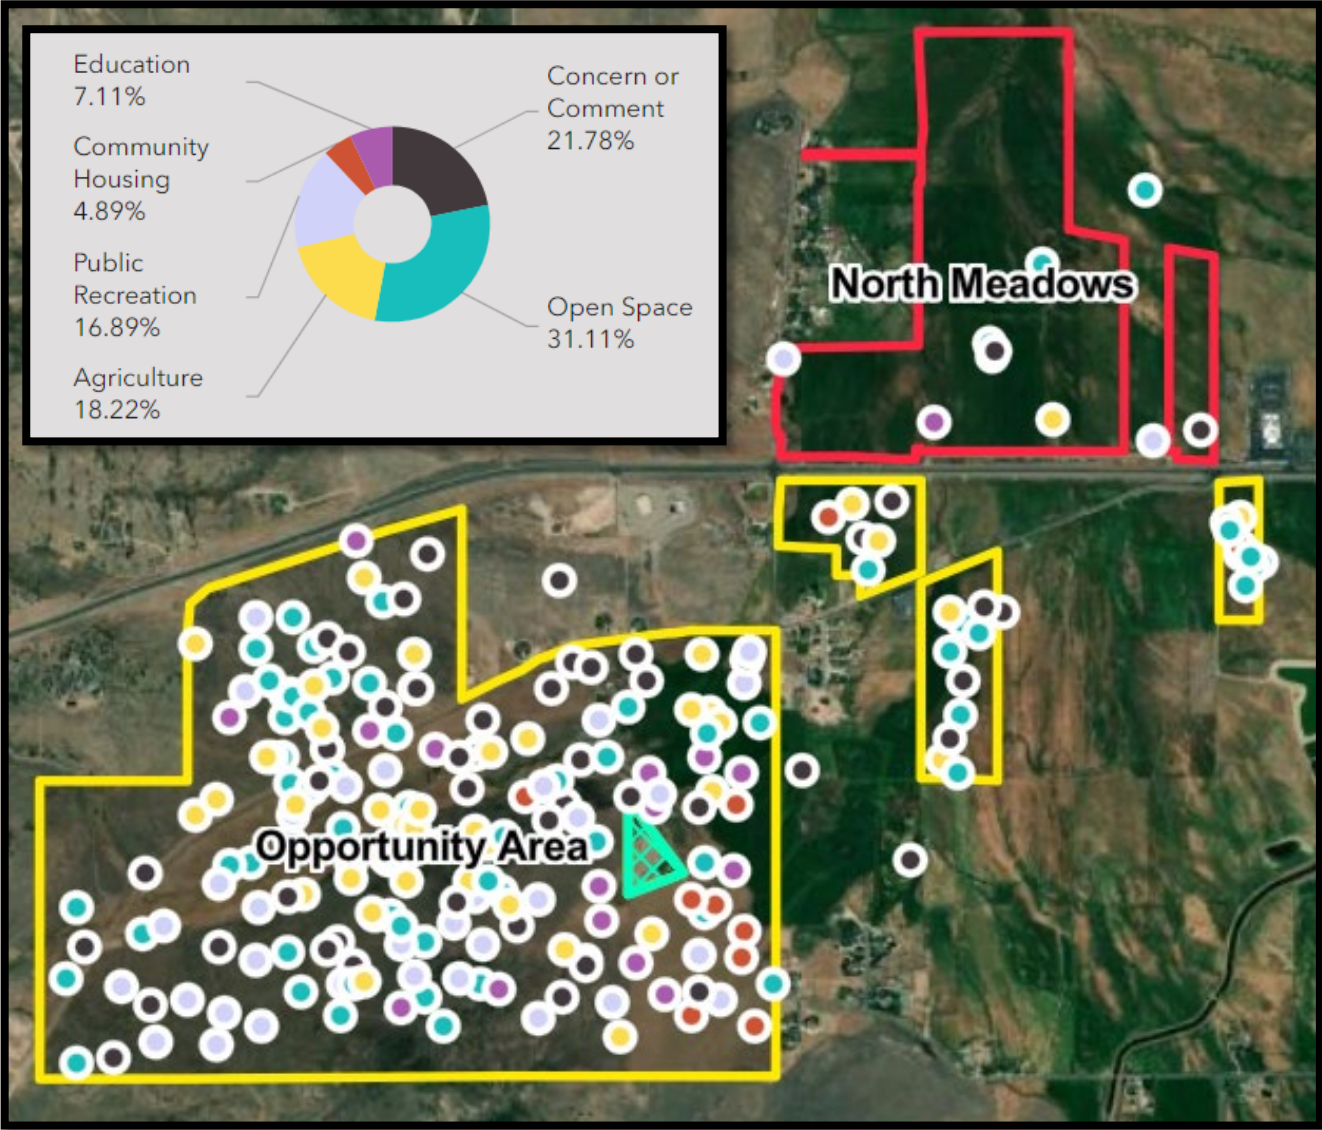 Education
7.11%
Community
Housing
4.89%
Public
Recreation
16.89%
Agriculture
18.22%
Concern or
Comment
21.78%
Open Space
31.11%
North Meadows
Opportunity Area